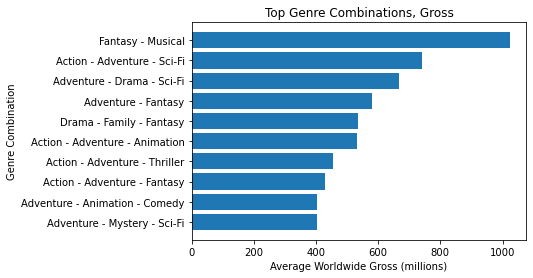 Top Genre Combinations, Gross
Genre Combination
Fantasy - Musical
Action - Adventure - Sci-Fi
Adventure - Drama - Sci-Fi
Adventure - Fantasy
Drama - Family - Fantasy
Action - Adventure - Animation
Action - Adventure - Thriller
Action - Adventure - Fantasy
Adventure - Animation - Comedy
Adventure - Mystery - Sci-Fi
0 200 400 600 800 1000
Average Worldwide Gross (millions)